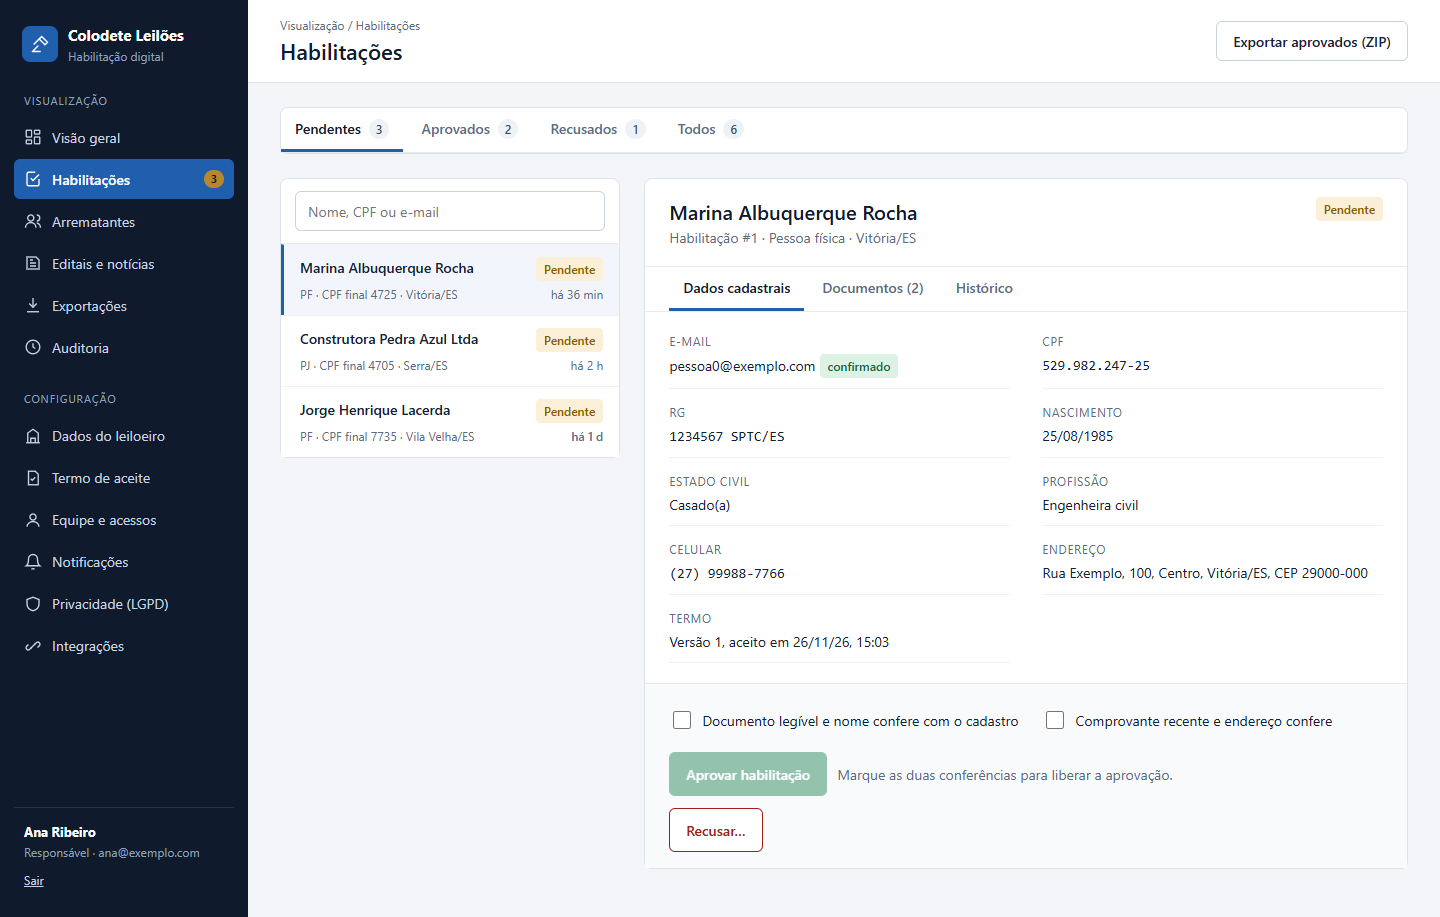 Colodete Leilões
Habilitação digital
VISUALIZAÇÃO
Visão geral
Habilitações 3
Arrematantes
Editais e notícias
Exportações
Auditoria
CONFIGURAÇÃO
Dados do leiloeiro
Termo de aceite
Equipe e acessos
Notificações
Privacidade (LGPD)
Integrações
Ana Ribeiro
Responsável · ana@exemplo.com
Sair
Visualização / Habilitações
Habilitações
Exportar aprovados (ZIP)
Pendentes 3 Aprovados 2 Recusados 1 Todos 6
Nome, CPF ou e-mail
Marina Albuquerque Rocha Pendente
PF · CPF final 4725 · Vitória/ES há 36 min
Construtora Pedra Azul Ltda Pendente
PJ · CPF final 4705 · Serra/ES há 2 h
Jorge Henrique Lacerda Pendente
PF · CPF final 7735 · Vila Velha/ES há 1 d
Marina Albuquerque Rocha Pendente
Habilitação #1 · Pessoa física · Vitória/ES
Dados cadastrais Documentos (2) Histórico
E-MAIL
pessoa0@exemplo.com confirmado
CPF
529.982.247-25
RG
1234567 SPTC/ES
NASCIMENTO
25/08/1985
ESTADO CIVIL
Casado(a)
PROFISSÃO
Engenheira civil
CELULAR
(27) 99988-7766
ENDEREÇO
Rua Exemplo, 100, Centro, Vitória/ES, CEP 29000-000
TERMO
Versão 1, aceito em 26/11/26, 15:03
Documento legível e nome confere com o cadastro
Comprovante recente e endereço confere
Aprovar habilitação Marque as duas conferências para liberar a aprovação.
Recusar...